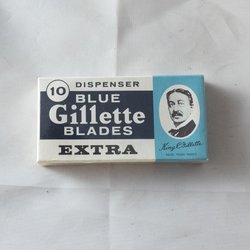 10
DISPENSER
BLUE
Gillette
BLADES
EXTRA
King C. Gillette